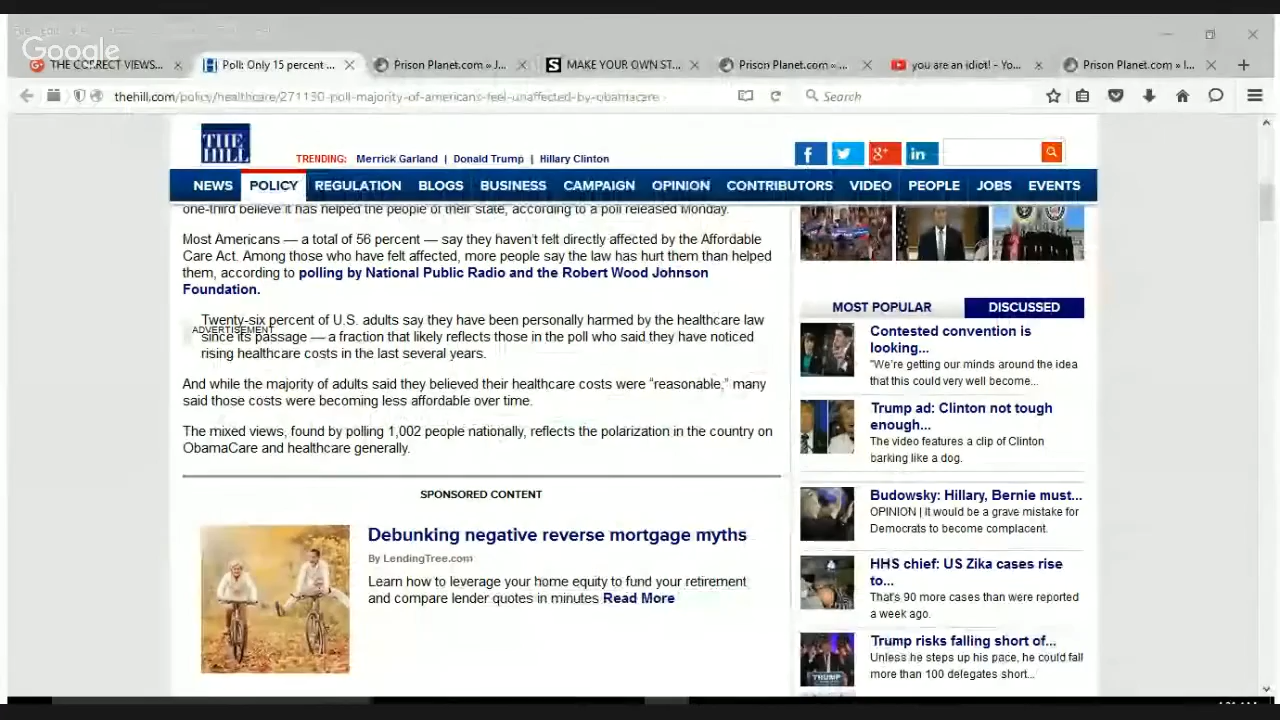 Google
THE CORRECT VIEWS...
Poll: Only 15 percent ...
Prison Planet.com » J...
MAKE YOUR OWN ST...
Prison Planet.com » ...
you are an idiot! - Yo...
Prison Planet.com » I...
thehill.com/policy/healthcare/271130-poll-majority-of-americans-feel-unaffected-by-obamacare
Search
THE HILL
TRENDING: Merrick Garland | Donald Trump | Hillary Clinton
NEWS POLICY REGULATION BLOGS BUSINESS CAMPAIGN OPINION CONTRIBUTORS VIDEO PEOPLE JOBS EVENTS
one-third believe it has helped the people of their state, according to a poll released Monday.
Most Americans — a total of 56 percent — say they haven't felt directly affected by the Affordable
Care Act. Among those who have felt affected, more people say the law has hurt them than helped
them, according to polling by National Public Radio and the Robert Wood Johnson
Foundation.
ADVERTISEMENT
Twenty-six percent of U.S. adults say they have been personally harmed by the healthcare law
since its passage — a fraction that likely reflects those in the poll who said they have noticed
rising healthcare costs in the last several years.
And while the majority of adults said they believed their healthcare costs were “reasonable,” many
said those costs were becoming less affordable over time.
The mixed views, found by polling 1,002 people nationally, reflects the polarization in the country on
ObamaCare and healthcare generally.
SPONSORED CONTENT
Debunking negative reverse mortgage myths
By LendingTree.com
Learn how to leverage your home equity to fund your retirement
and compare lender quotes in minutes Read More
MOST POPULAR DISCUSSED
Contested convention is
looking...
"We're getting our minds around the idea
that this could very well become...
Trump ad: Clinton not tough
enough...
The video features a clip of Clinton
barking like a dog.
Budowsky: Hillary, Bernie must...
OPINION | It would be a grave mistake for
Democrats to become complacent.
HHS chief: US Zika cases rise
to...
That's 90 more cases than were reported
a week ago.
Trump risks falling short of...
Unless he steps up his pace, he could fall
more than 100 delegates short...
TRUMP